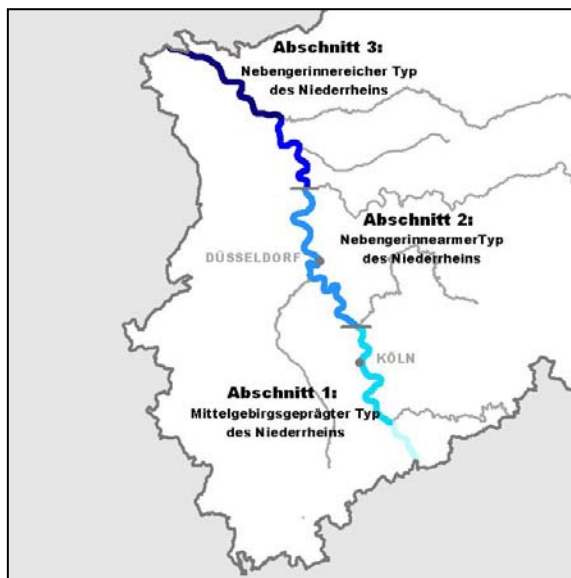 Abschnitt 3:
Nebengerinnereicher Typ
des Niederrheins
Abschnitt 2:
NebengerinnearmerTyp
des Niederrheins
DÜSSELDORF
KÖLN
Abschnitt 1:
Mittelgebirgsgeprägter Typ
des Niederrheins